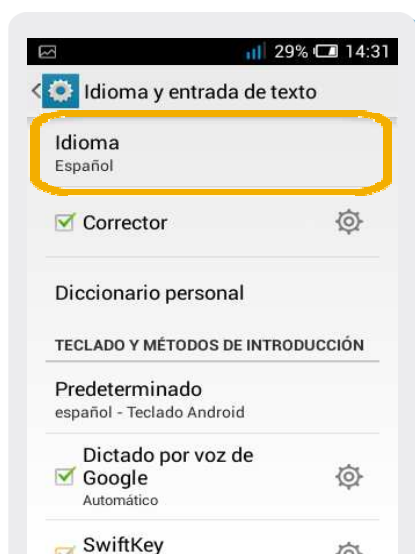 29% 14:31
Idioma y entrada de texto
Idioma
Español
Corrector
Diccionario personal
TECLADO Y MÉTODOS DE INTRODUCCIÓN
Predeterminado
español - Teclado Android
Dictado por voz de
Google
Automático
SwiftKey